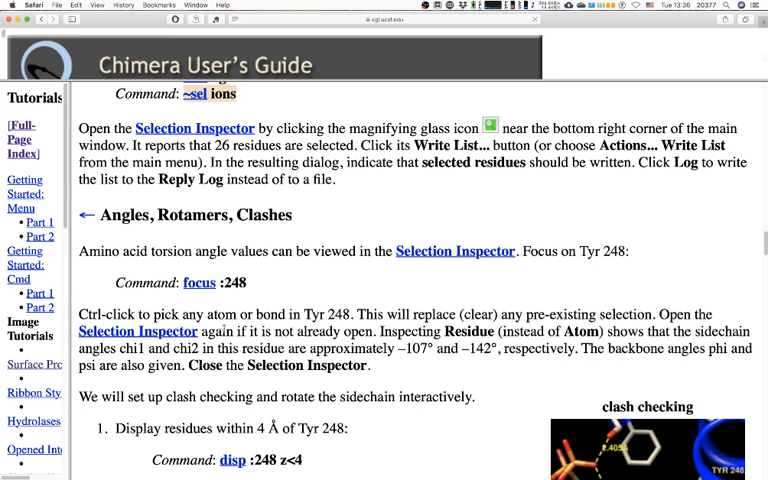 Safari File Edit View History Bookmarks Window Help
Tue 13:36 20377
cgl.ucsf.edu
Chimera User's Guide
Tutorials
[Full-
Page
Index]
Getting
Started:
Menu
• Part 1
• Part 2
Getting
Started:
Cmd
• Part 1
• Part 2
Image
Tutorials
•
Surface Pro
•
Ribbon Sty
•
Hydrolases
•
Opened Int
Command: ~sel ions
Open the Selection Inspector by clicking the magnifying glass icon near the bottom right corner of the main
window. It reports that 26 residues are selected. Click its Write List... button (or choose Actions... Write List
from the main menu). In the resulting dialog, indicate that selected residues should be written. Click Log to write
the list to the Reply Log instead of to a file.
← Angles, Rotamers, Clashes
Amino acid torsion angle values can be viewed in the Selection Inspector. Focus on Tyr 248:
Command: focus :248
Ctrl-click to pick any atom or bond in Tyr 248. This will replace (clear) any pre-existing selection. Open the
Selection Inspector again if it is not already open. Inspecting Residue (instead of Atom) shows that the sidechain
angles chi1 and chi2 in this residue are approximately –107° and –142°, respectively. The backbone angles phi and
psi are also given. Close the Selection Inspector.
We will set up clash checking and rotate the sidechain interactively.
clash checking
1. Display residues within 4 Å of Tyr 248:
Command: disp :248 z<4
2.405Å
TYR 248